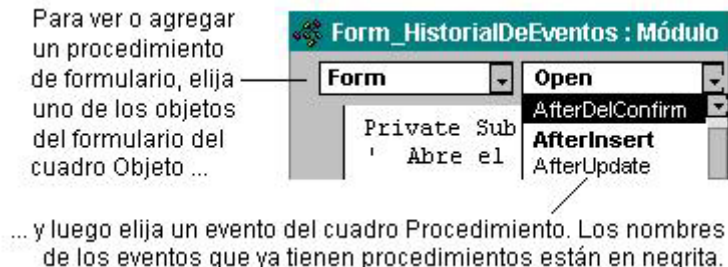 Para ver o agregar
un procedimiento
de formulario, elija
uno de los objetos
del formulario del
cuadro Objeto ...
Form_HistorialDeEventos : Módulo
Form
Open
AfterDelConfirm
AfterInsert
AfterUpdate
Private Sub
' Abre el
... y luego elija un evento del cuadro Procedimiento. Los nombres
de los eventos que ya tienen procedimientos están en negrita.